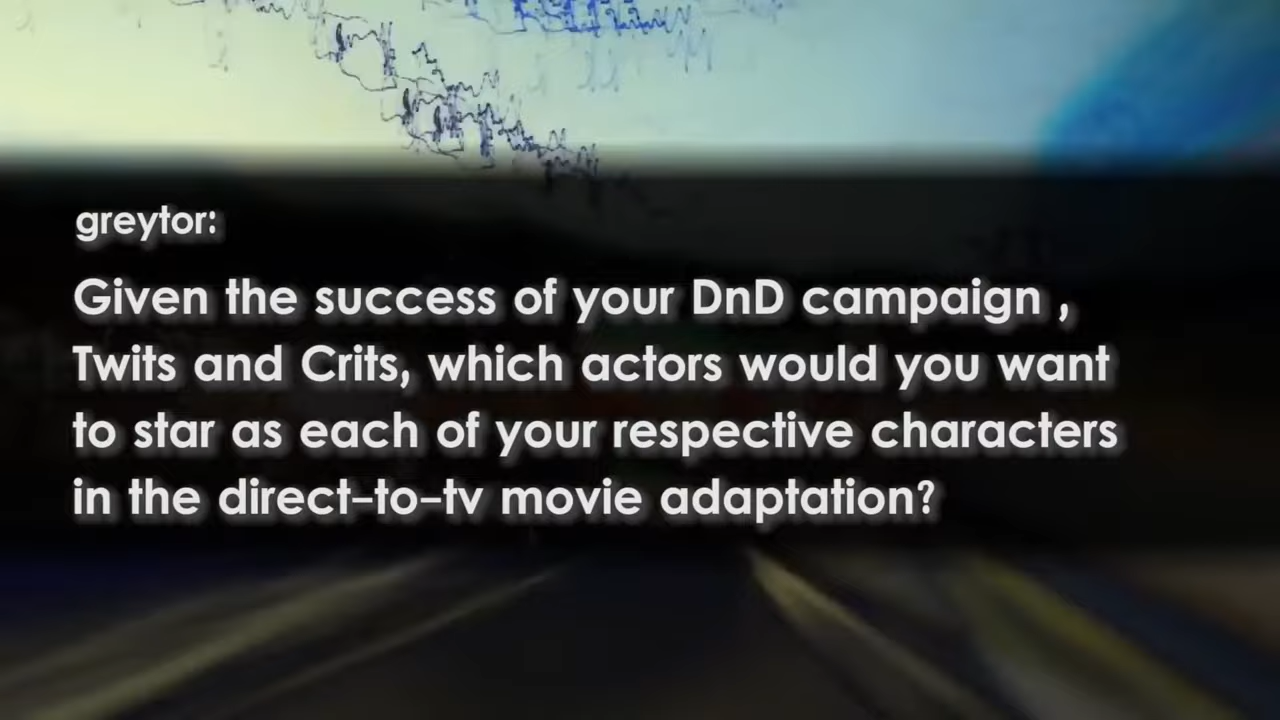 greytor:
Given the success of your DnD campaign ,
Twits and Crits, which actors would you want
to star as each of your respective characters
in the direct-to-tv movie adaptation?